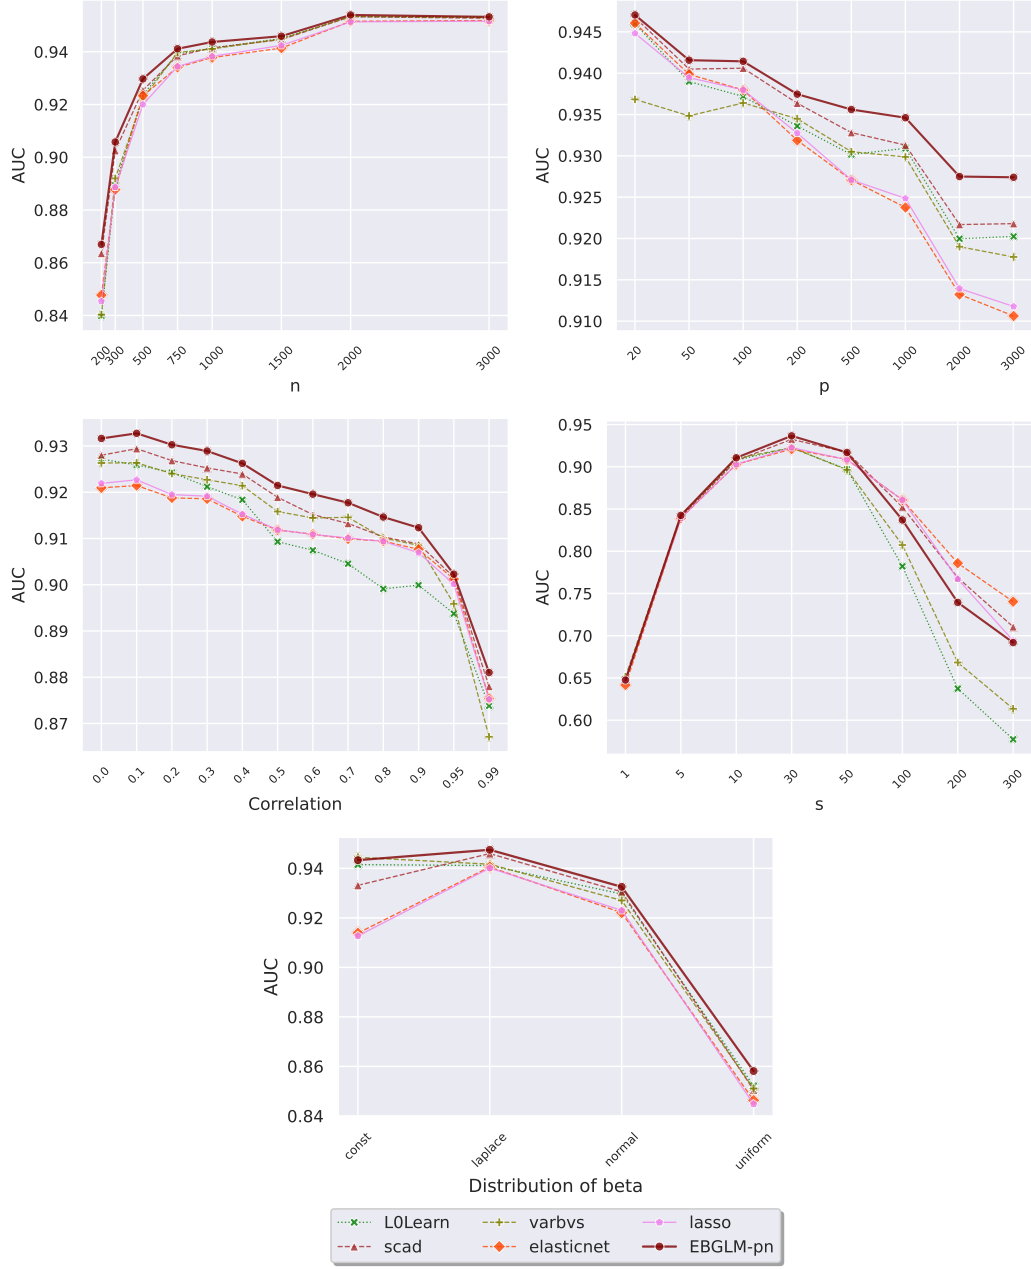 0.94
0.92
0.90
0.88
0.86
0.84
AUC
200 300 500 750 1000 1500 2000 3000
n
0.945
0.940
0.935
0.930
0.925
0.920
0.915
0.910
AUC
20 50 100 200 500 1000 2000 3000
p
0.93
0.92
0.91
0.90
0.89
0.88
0.87
AUC
0.0 0.1 0.2 0.3 0.4 0.5 0.6 0.7 0.8 0.9 0.95 0.99
Correlation
0.95
0.90
0.85
0.80
0.75
0.70
0.65
0.60
AUC
1 5 10 30 50 100 200 300
s
0.94
0.92
0.90
0.88
0.86
0.84
AUC
const laplace normal uniform
Distribution of beta
L0Learn varbvs lasso
scad elasticnet EBGLM-pn